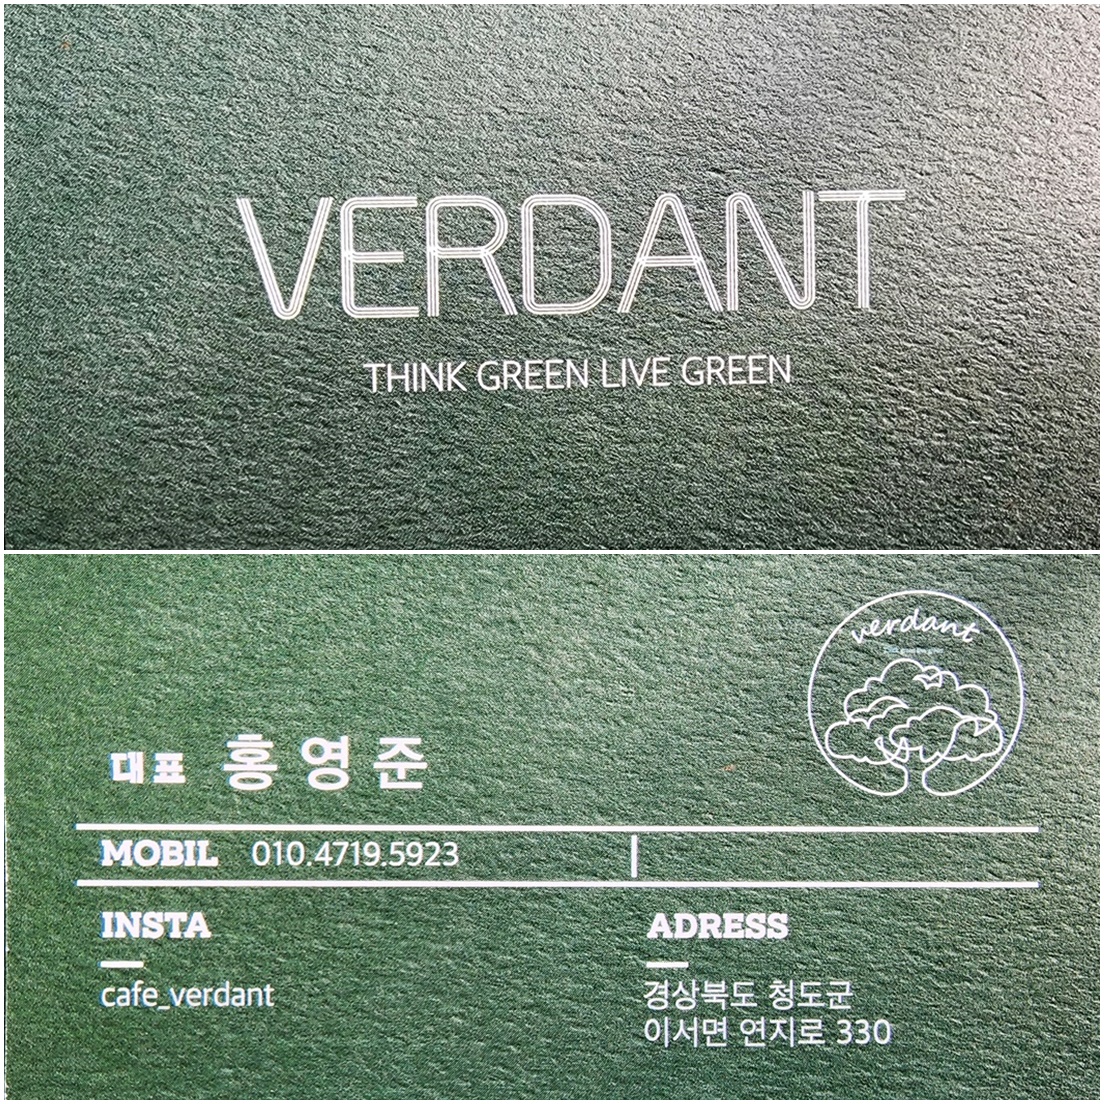 VERDANT
THINK GREEN LIVE GREEN
verdant
대표 홍영준
MOBIL 010.4719.5923
INSTA
cafe_verdant
ADRESS
경상북도 청도군
이서면 연지로 330